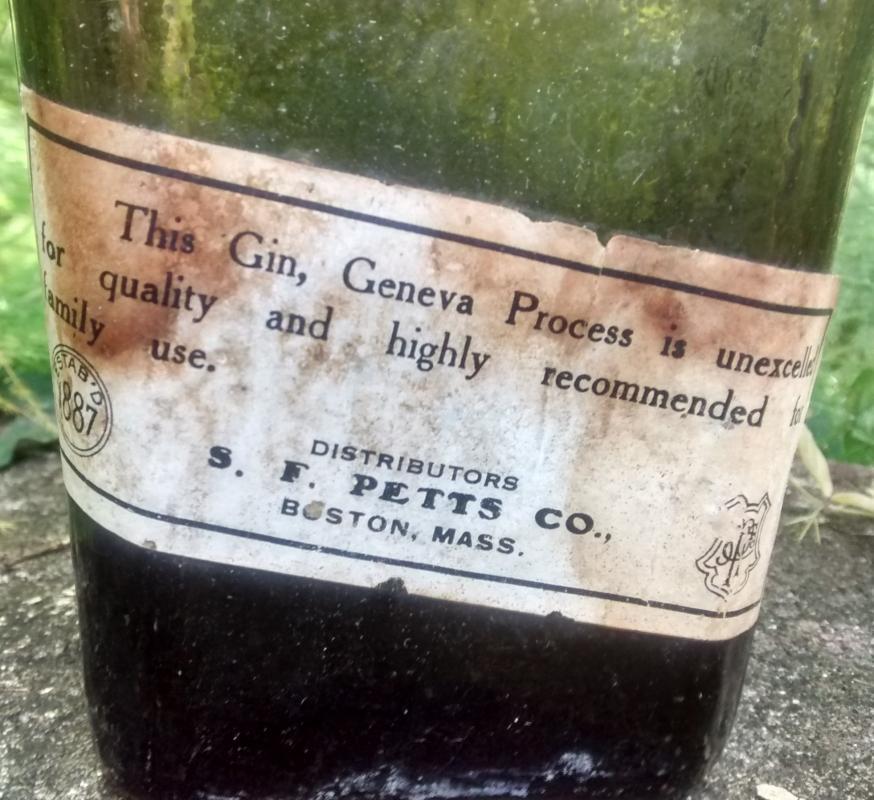 This Gin, Geneva Process is unexcelled
for quality and highly recommended for
family use.
ESTAB'D
1887
DISTRIBUTORS
S. F. PETTS CO.,
BOSTON, MASS.